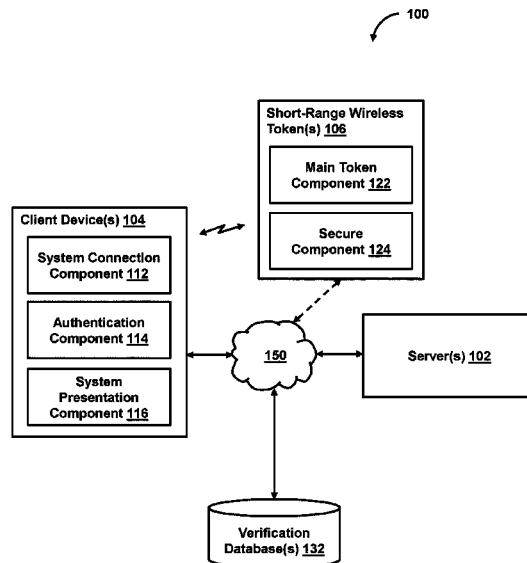 100
Short-Range Wireless
Token(s) 106
Main Token
Component 122
Secure
Component 124
Client Device(s) 104
System Connection
Component 112
Authentication
Component 114
System
Presentation
Component 116
150
Server(s) 102
Verification
Database(s) 132